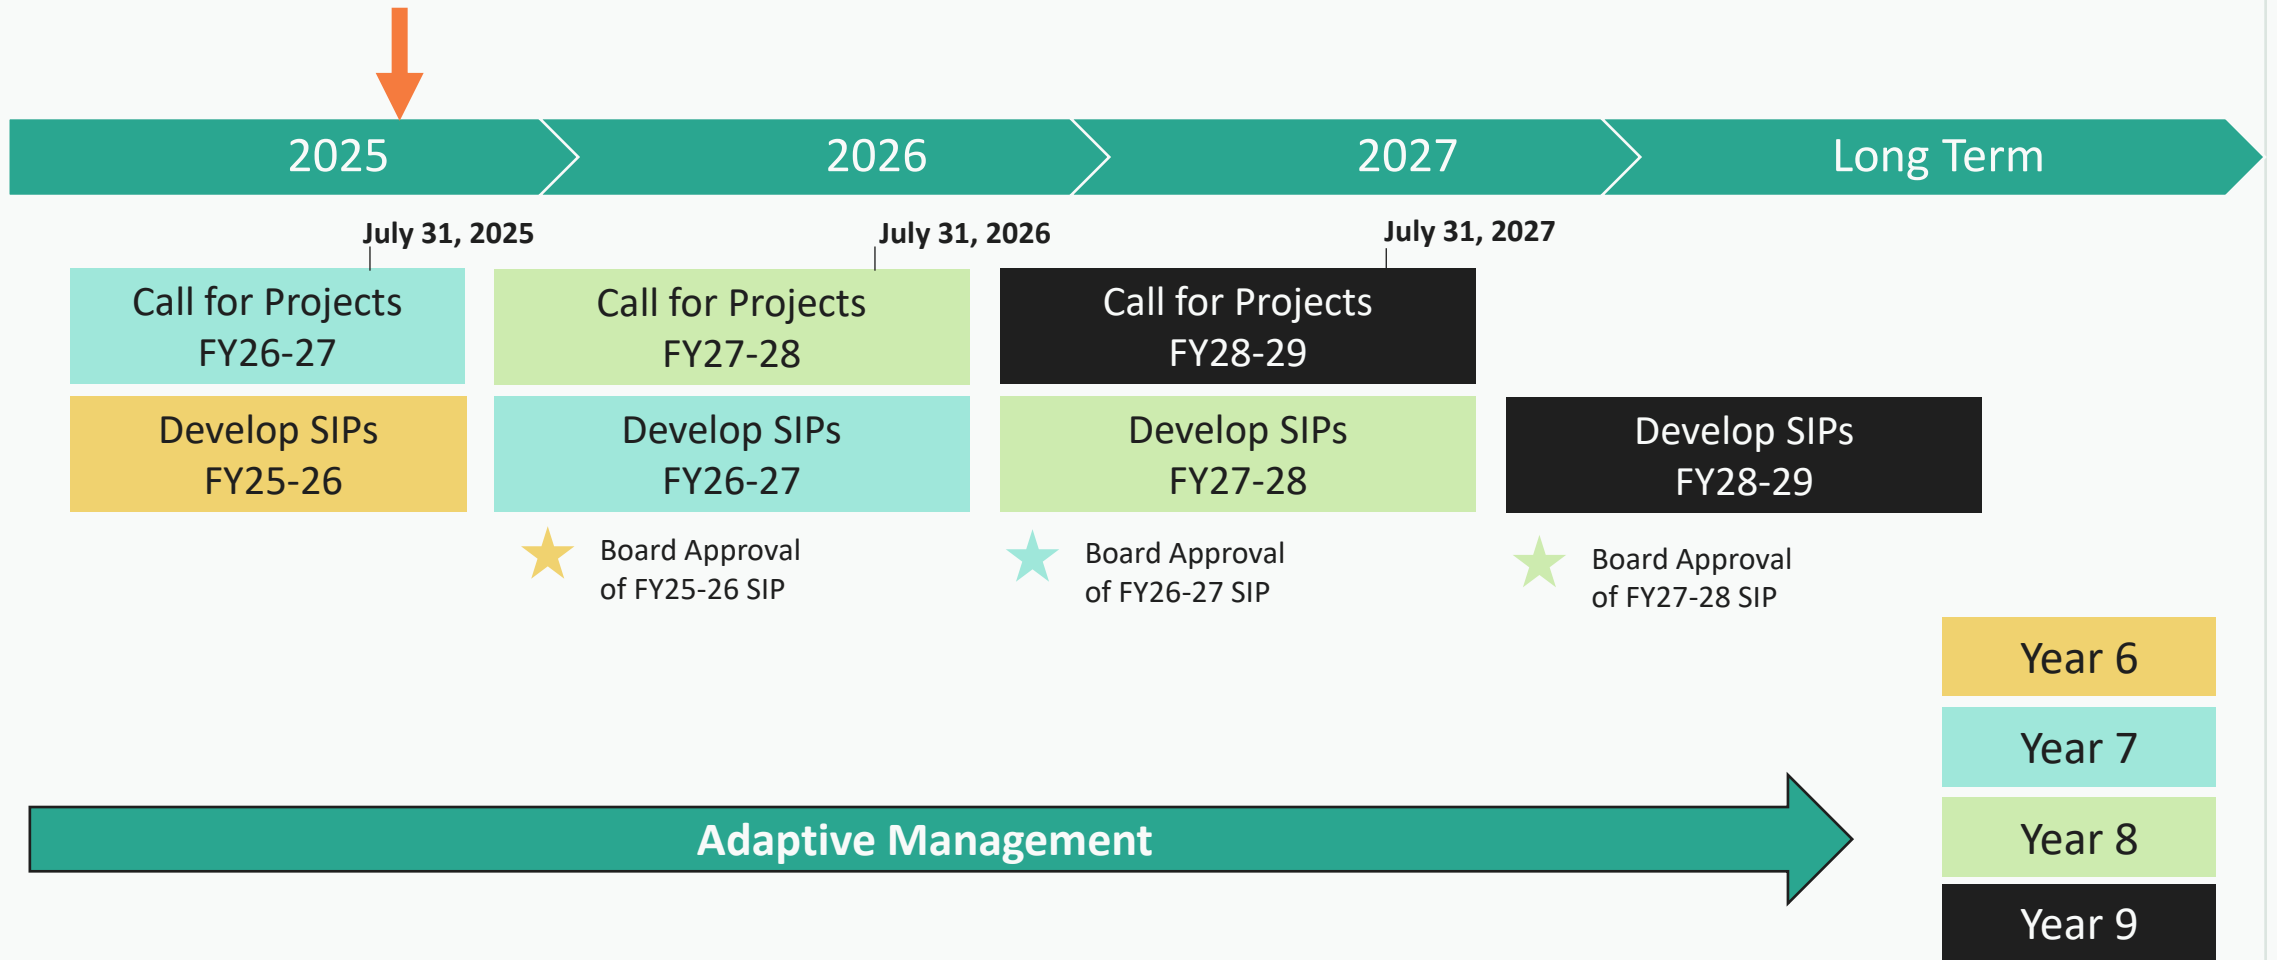 2025
2026
2027
Long Term
July 31, 2025
July 31, 2026
July 31, 2027
Call for Projects
FY26-27
Call for Projects
FY27-28
Call for Projects
FY28-29
Develop SIPs
FY25-26
Develop SIPs
FY26-27
Develop SIPs
FY27-28
Develop SIPs
FY28-29
Board Approval
of FY25-26 SIP
Board Approval
of FY26-27 SIP
Board Approval
of FY27-28 SIP
Year 6
Year 7
Year 8
Year 9
Adaptive Management